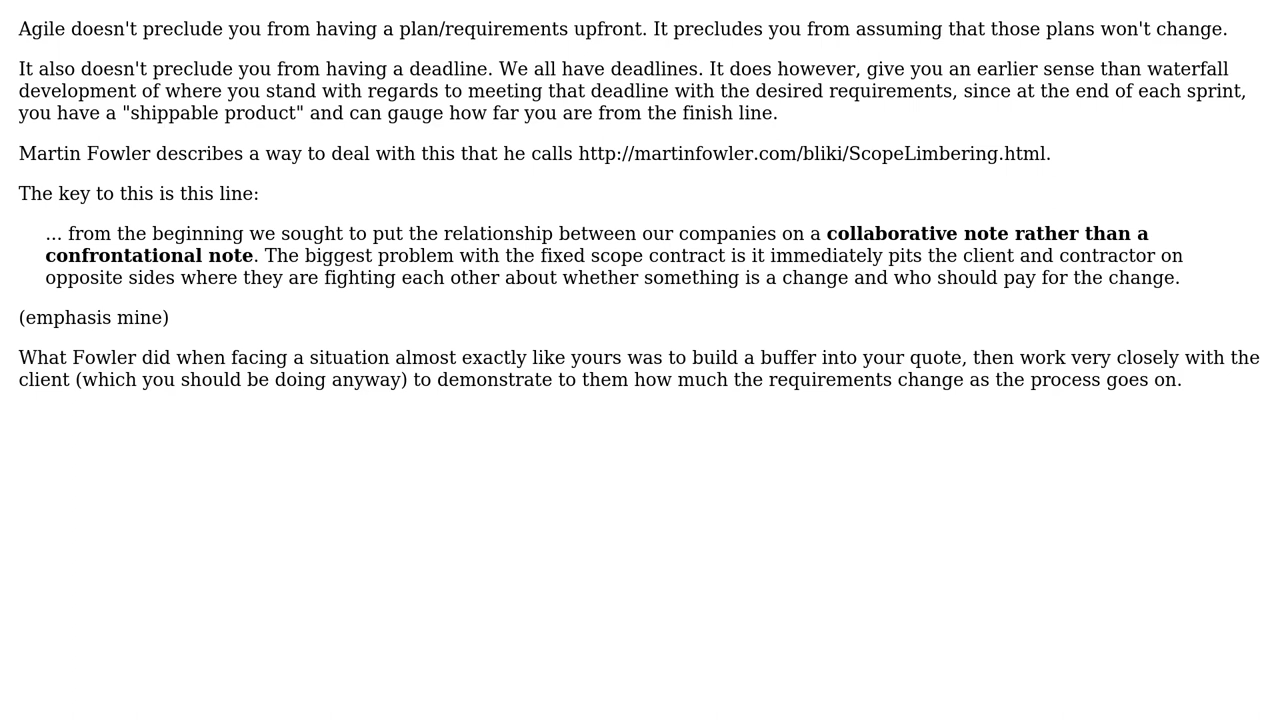 Agile doesn't preclude you from having a plan/requirements upfront. It precludes you from assuming that those plans won't change.
It also doesn't preclude you from having a deadline. We all have deadlines. It does however, give you an earlier sense than waterfall
development of where you stand with regards to meeting that deadline with the desired requirements, since at the end of each sprint,
you have a "shippable product" and can gauge how far you are from the finish line.
Martin Fowler describes a way to deal with this that he calls http://martinfowler.com/bliki/ScopeLimbering.html.
The key to this is this line:
... from the beginning we sought to put the relationship between our companies on a collaborative note rather than a
confrontational note. The biggest problem with the fixed scope contract is it immediately pits the client and contractor on
opposite sides where they are fighting each other about whether something is a change and who should pay for the change.
(emphasis mine)
What Fowler did when facing a situation almost exactly like yours was to build a buffer into your quote, then work very closely with the
client (which you should be doing anyway) to demonstrate to them how much the requirements change as the process goes on.